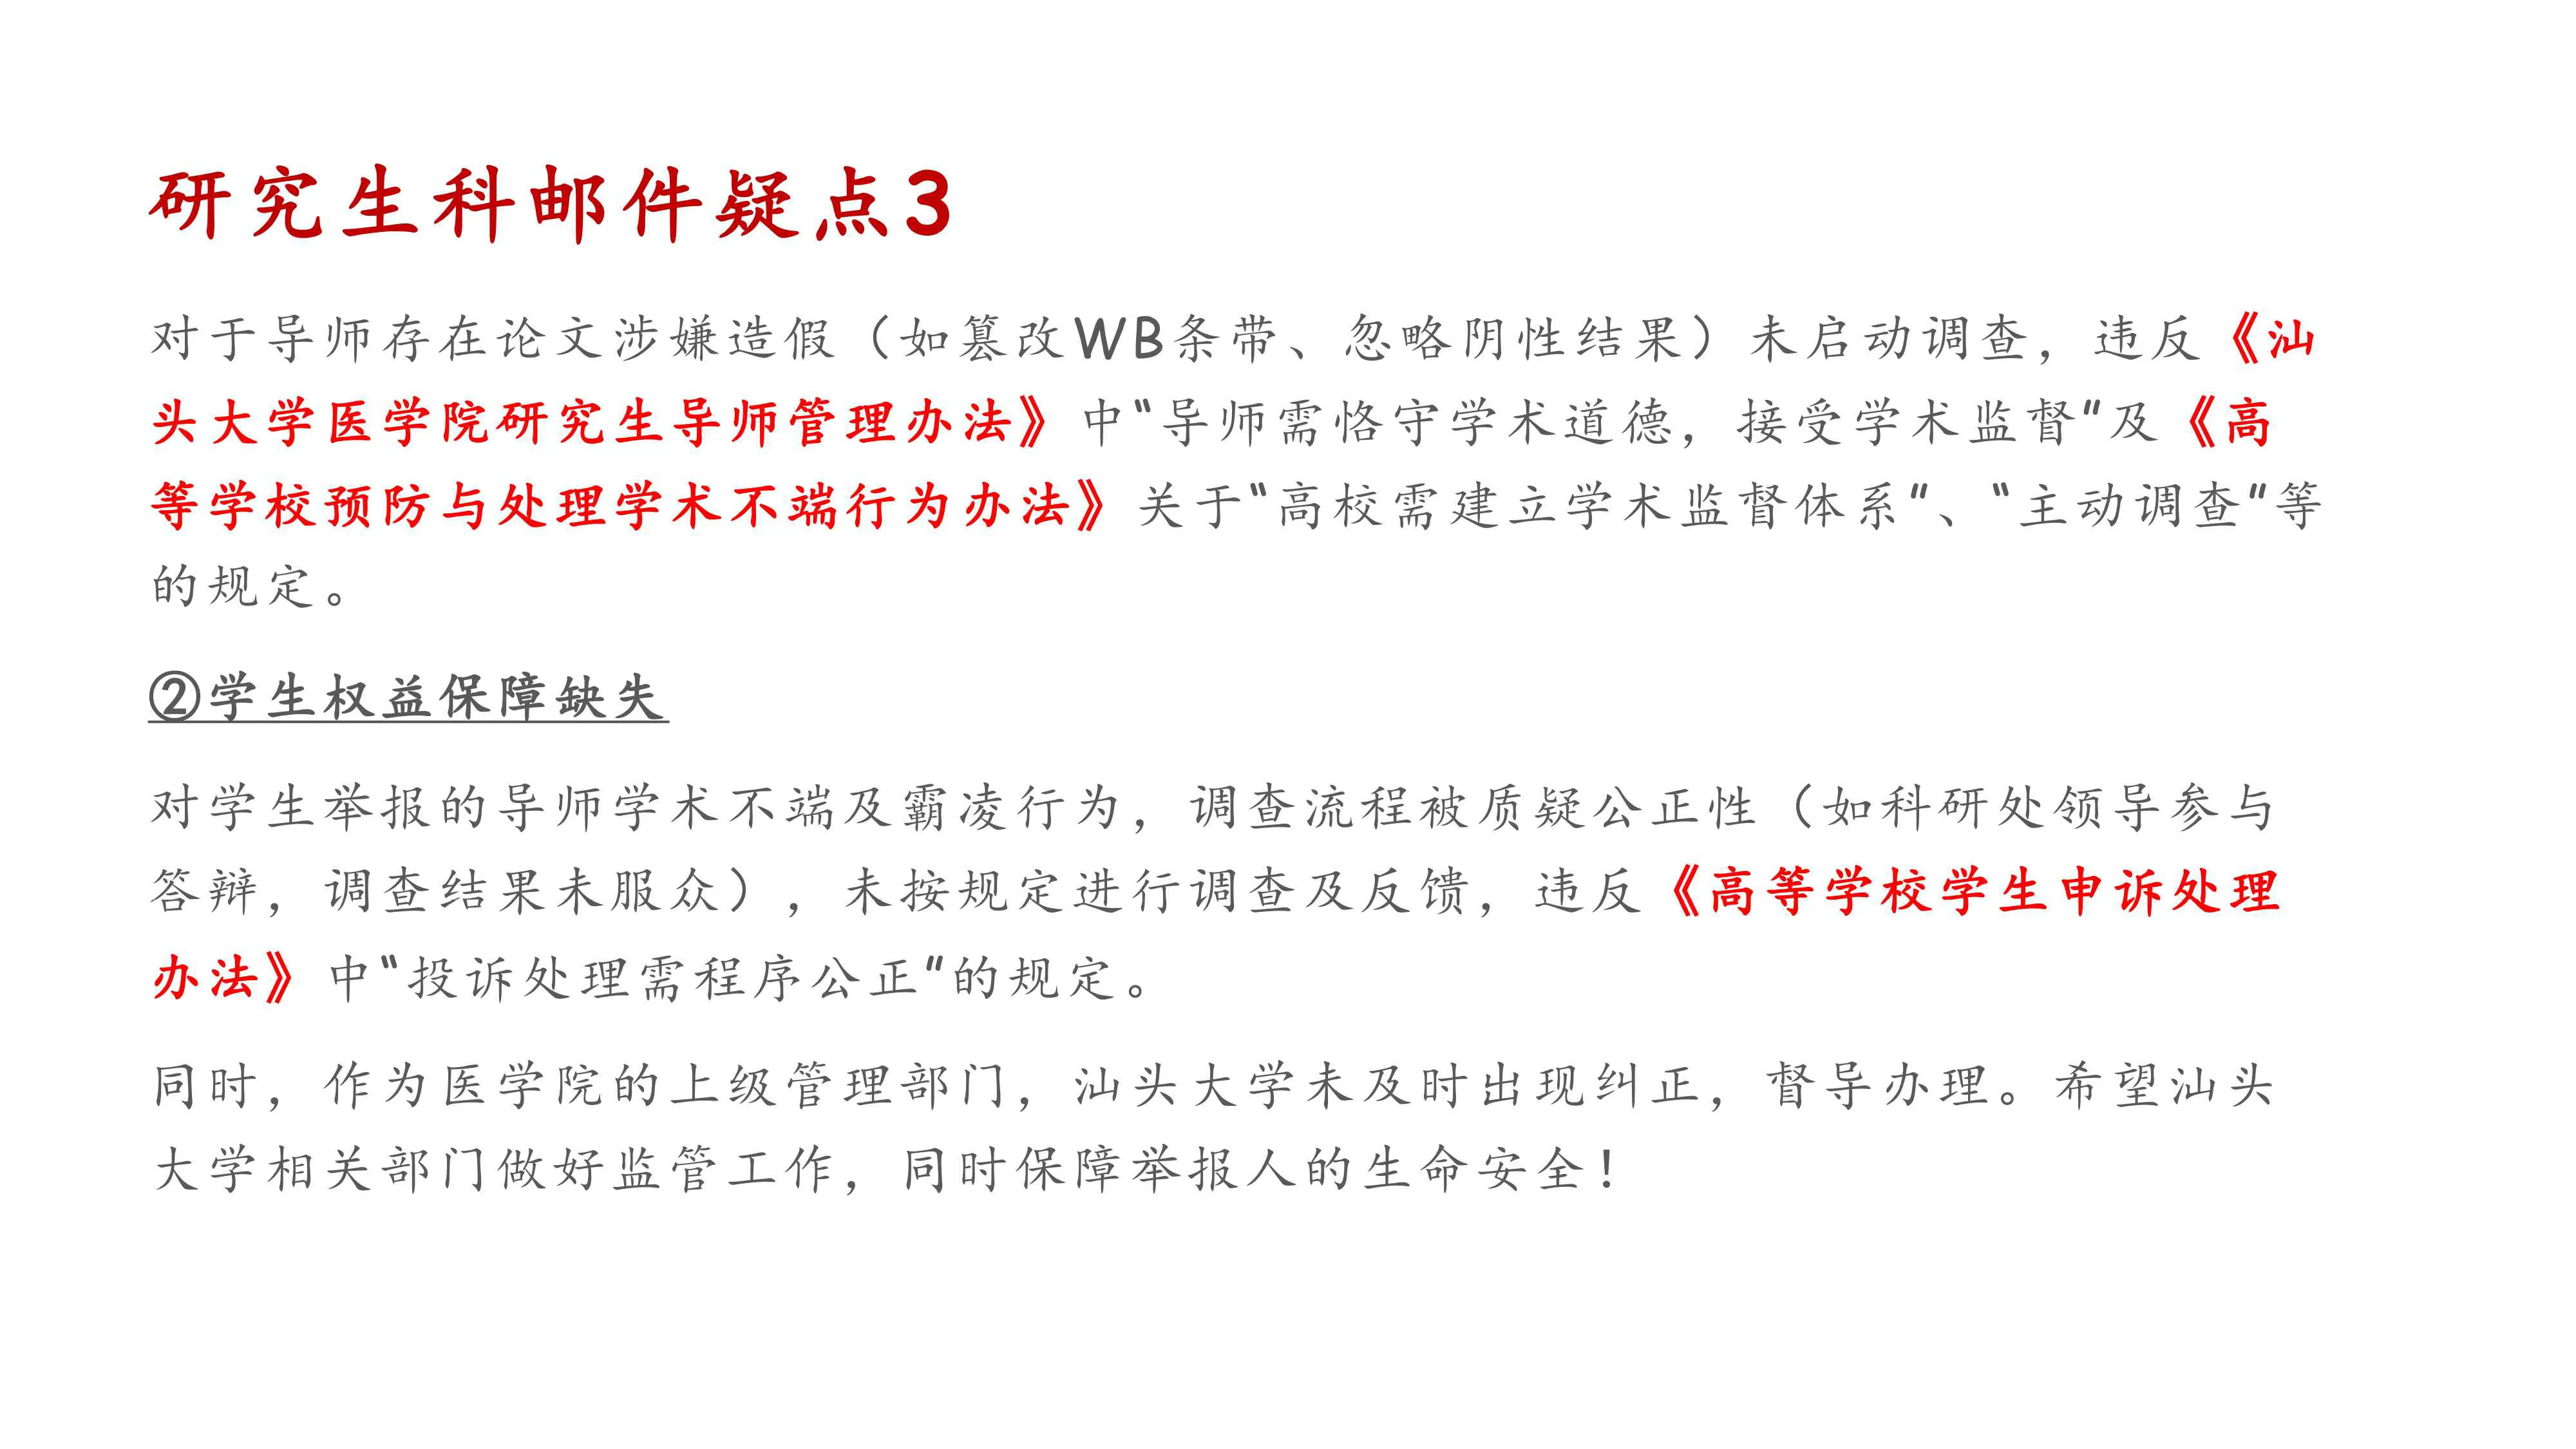 研究生科邮件疑点3
对于导师存在论文涉嫌造假（如篡改WB条带、忽略阴性结果）未启动调查，违反《汕
头大学医学院研究生导师管理办法》中“导师需恪守学术道德，接受学术监督”及《高
等学校预防与处理学术不端行为办法》关于“高校需建立学术监督体系”、“主动调查”等
的规定。
②学生权益保障缺失
对学生举报的导师学术不端及霸凌行为，调查流程被质疑公正性（如科研处领导参与
答辩，调查结果未服众），未按规定进行调查及反馈，违反《高等学校学生申诉处理
办法》中“投诉处理需程序公正”的规定。
同时，作为医学院的上级管理部门，汕头大学未及时出现纠正，督导办理。希望汕头
大学相关部门做好监管工作，同时保障举报人的生命安全！